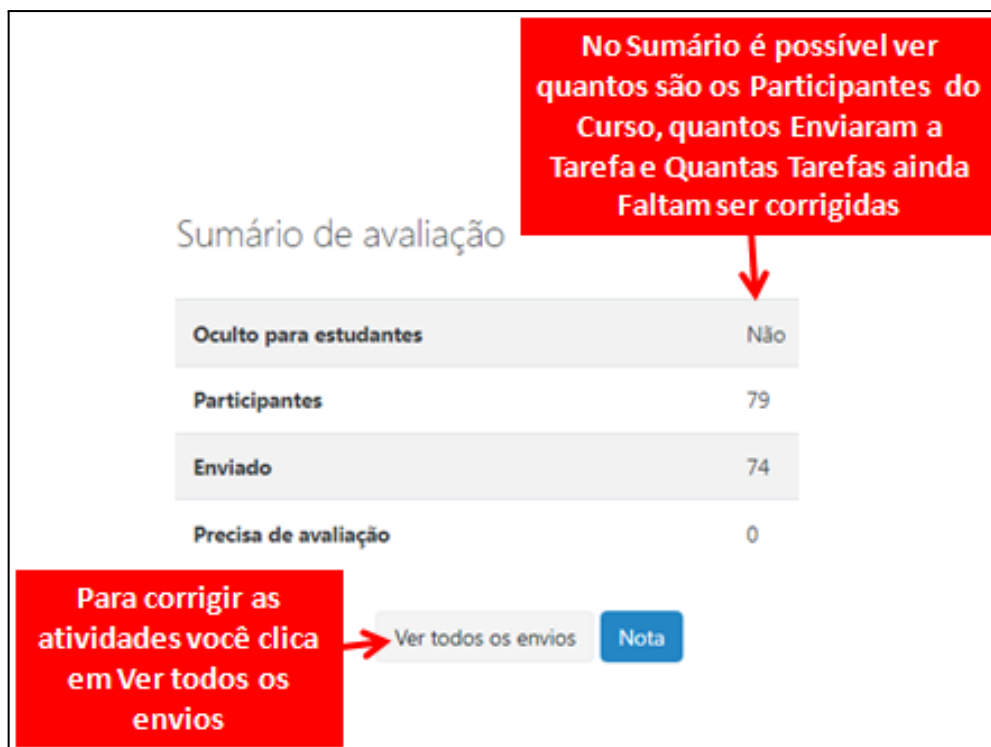 No Sumário é possível ver
quantos são os Participantes do
Curso, quantos Enviaram a
Tarefa e Quantas Tarefas ainda
Faltam ser corrigidas
Sumário de avaliação
Oculto para estudantes Não
Participantes 79
Enviado 74
Precisa de avaliação 0
Para corrigir as
atividades você clica
em Ver todos os
envios
Ver todos os envios Nota